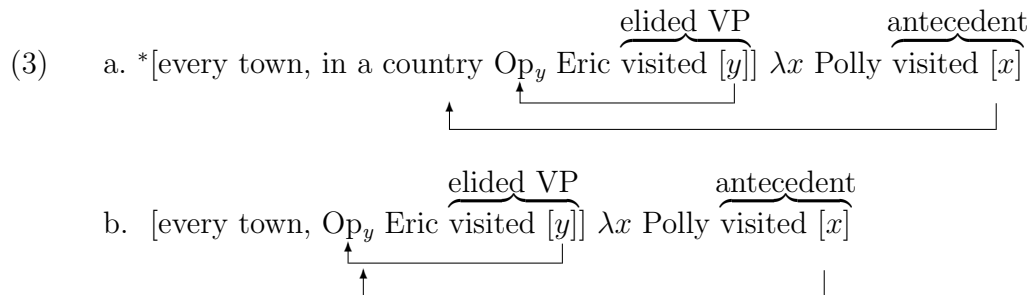 elided VP antecedent
(3) a. *[every town, in a country Op_y Eric visited [y]] λx Polly visited [x]
elided VP antecedent
b. [every town, Op_y Eric visited [y]] λx Polly visited [x]